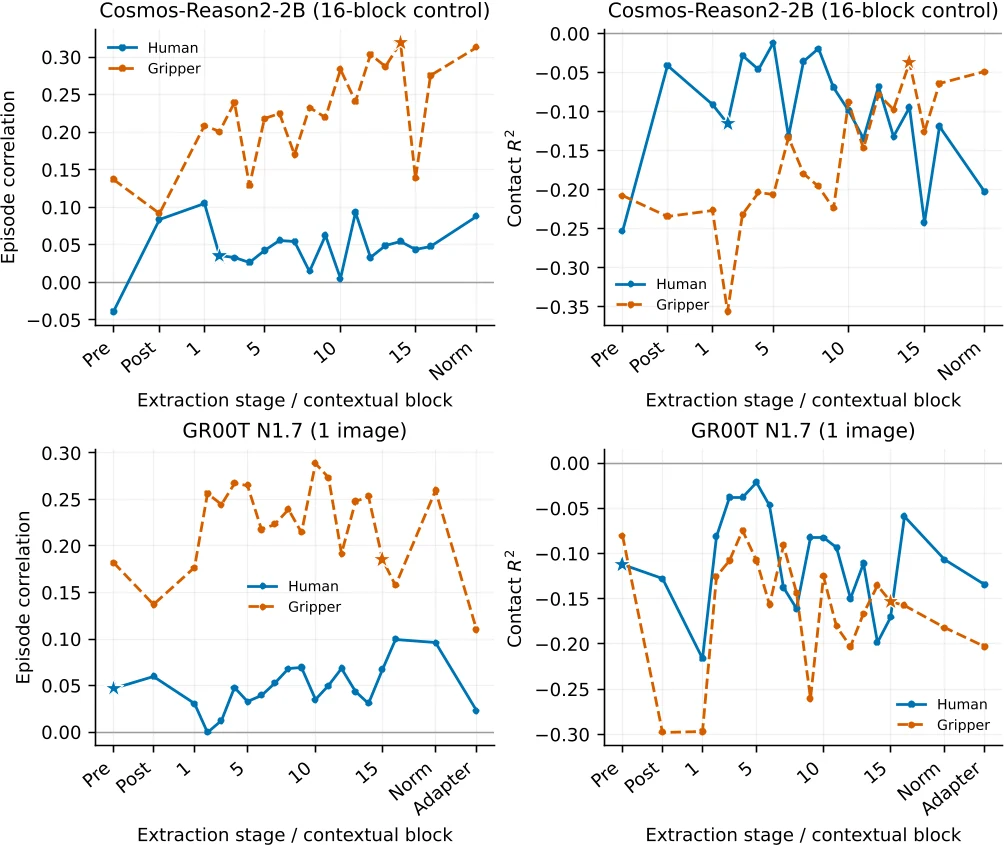 Cosmos-Reason2-2B (16-block control)
Episode correlation
0.30
0.25
0.20
0.15
0.10
0.05
0.00
−0.05
Human
Gripper
Pre
Post
1
5
10
15
Norm
Extraction stage / contextual block
Cosmos-Reason2-2B (16-block control)
Contact R²
0.00
−0.05
−0.10
−0.15
−0.20
−0.25
−0.30
−0.35
Human
Gripper
Pre
Post
1
5
10
15
Norm
Extraction stage / contextual block
GR00T N1.7 (1 image)
Episode correlation
0.30
0.25
0.20
0.15
0.10
0.05
0.00
Human
Gripper
Pre
Post
1
5
10
15
Norm
Adapter
Extraction stage / contextual block
GR00T N1.7 (1 image)
Contact R²
0.00
−0.05
−0.10
−0.15
−0.20
−0.25
−0.30
Human
Gripper
Pre
Post
1
5
10
15
Norm
Adapter
Extraction stage / contextual block